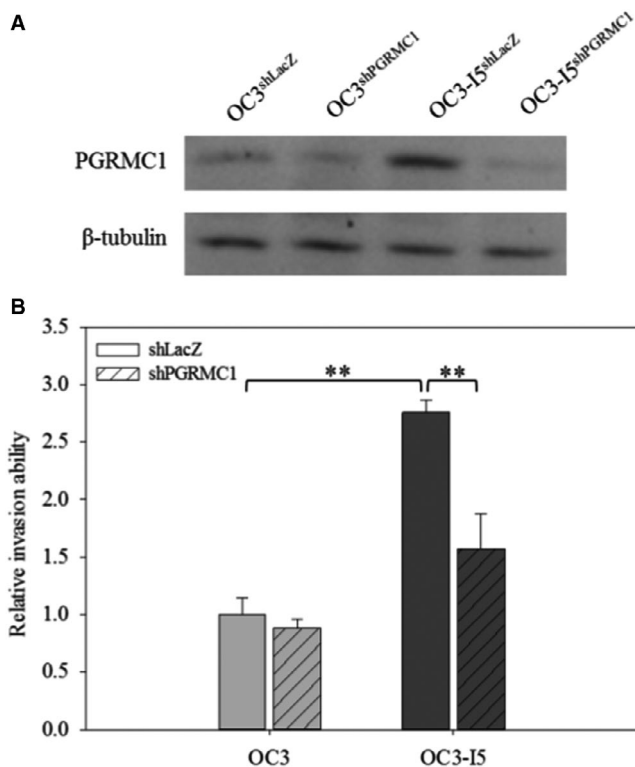 A
OC3shLacZ
OC3shPGRMC1
OC3-I5shLacZ
OC3-I5shPGRMC1
PGRMC1
β-tubulin
B
3.5
3.0
2.5
2.0
1.5
1.0
0.5
0.0
Relative invasion ability
shLacZ
shPGRMC1
**
**
OC3
OC3-I5